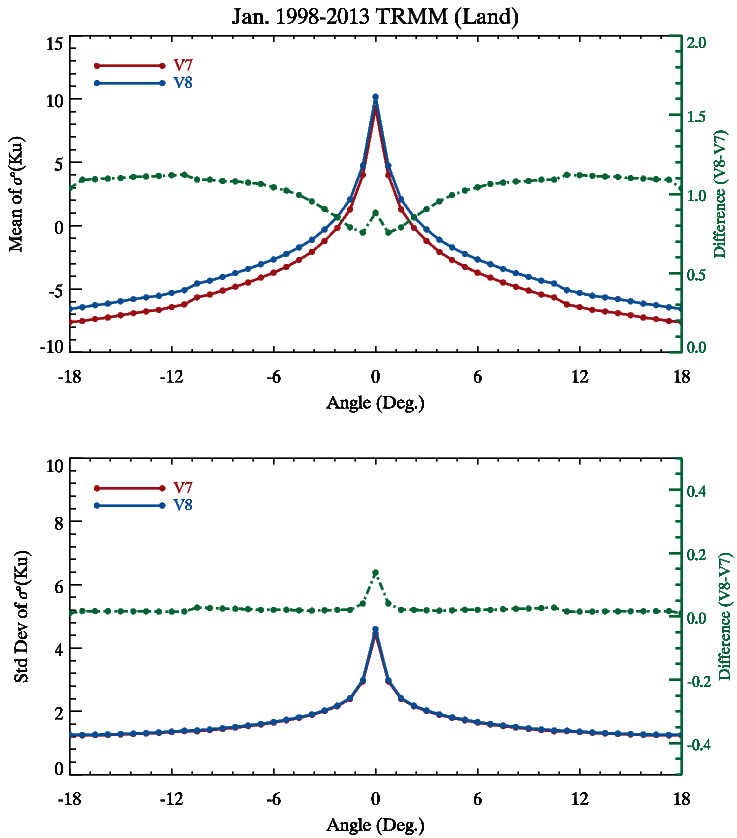 Jan. 1998-2013 TRMM (Land)
V7
V8
15
10
5
0
-5
-10
Mean of σ°(Ku)
2.0
1.5
1.0
0.5
0.0
Difference (V8-V7)
-18 -12 -6 0 6 12 18
Angle (Deg.)
V7
V8
10
8
6
4
2
0
Std Dev of σ°(Ku)
0.4
0.2
0.0
-0.2
-0.4
Difference (V8-V7)
-18 -12 -6 0 6 12 18
Angle (Deg.)